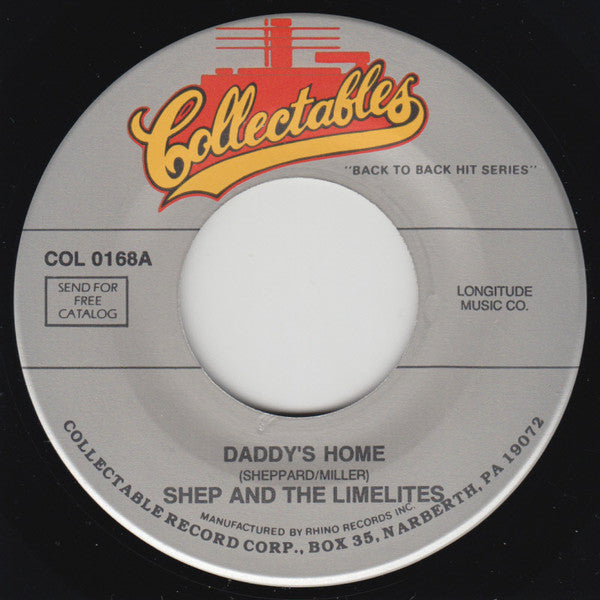 Collectables
"BACK TO BACK HIT SERIES"
COL 0168A
SEND FOR
FREE
CATALOG
LONGITUDE
MUSIC CO.
DADDY'S HOME
(SHEPPARD/MILLER)
SHEP AND THE LIMELITES
MANUFACTURED BY RHINO RECORDS INC.
COLLECTABLE RECORD CORP., BOX 35, NARBERTH, PA 19072